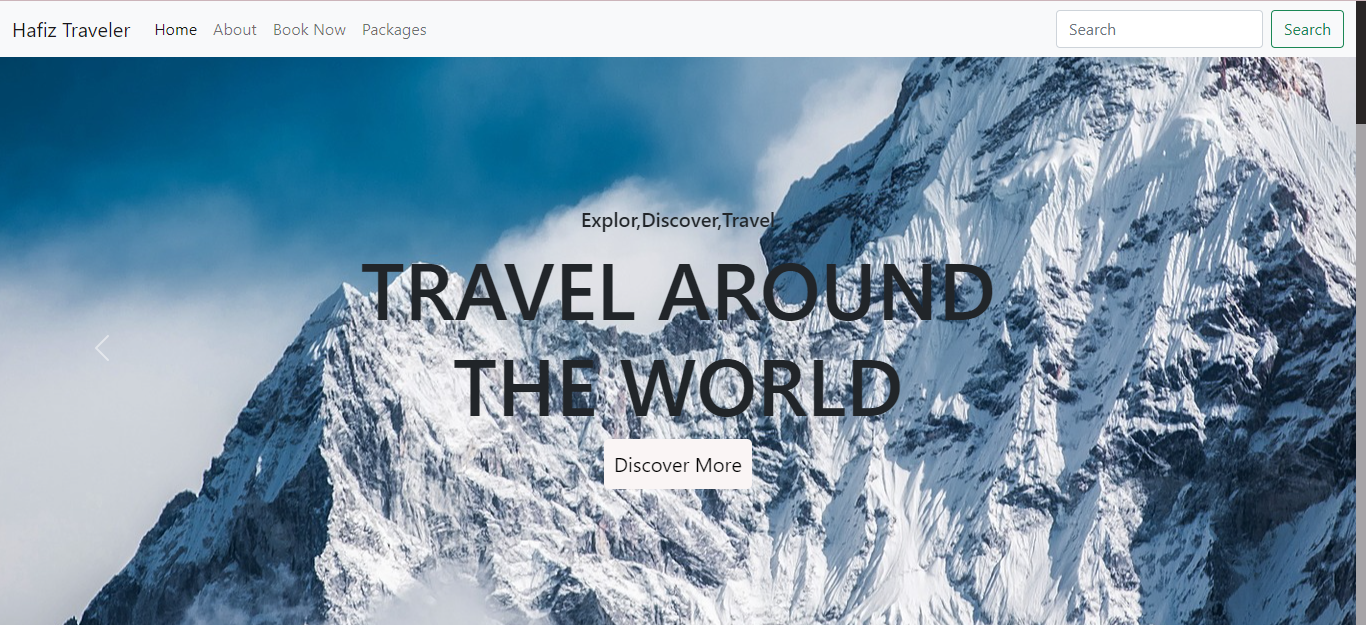 Hafiz Traveler Home About Book Now Packages Search Search
Explor,Discover,Travel
TRAVEL AROUND
THE WORLD
Discover More